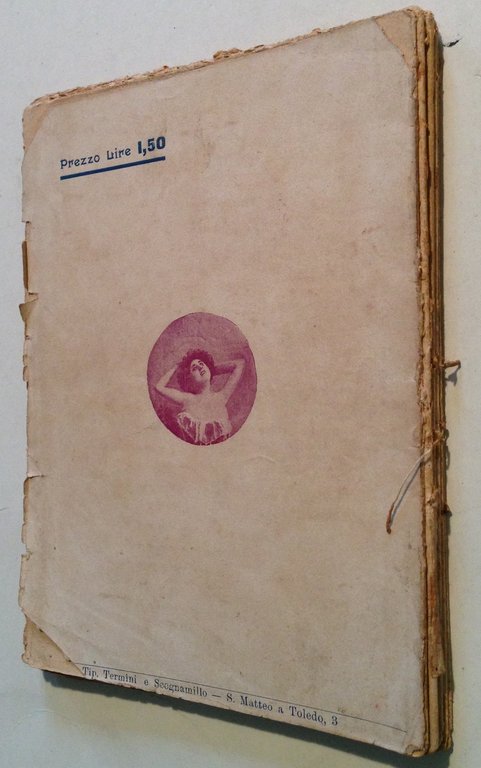 Prezzo Lire 1,50
Tip. Termini e Scognamillo — S. Matteo a Toledo, 3